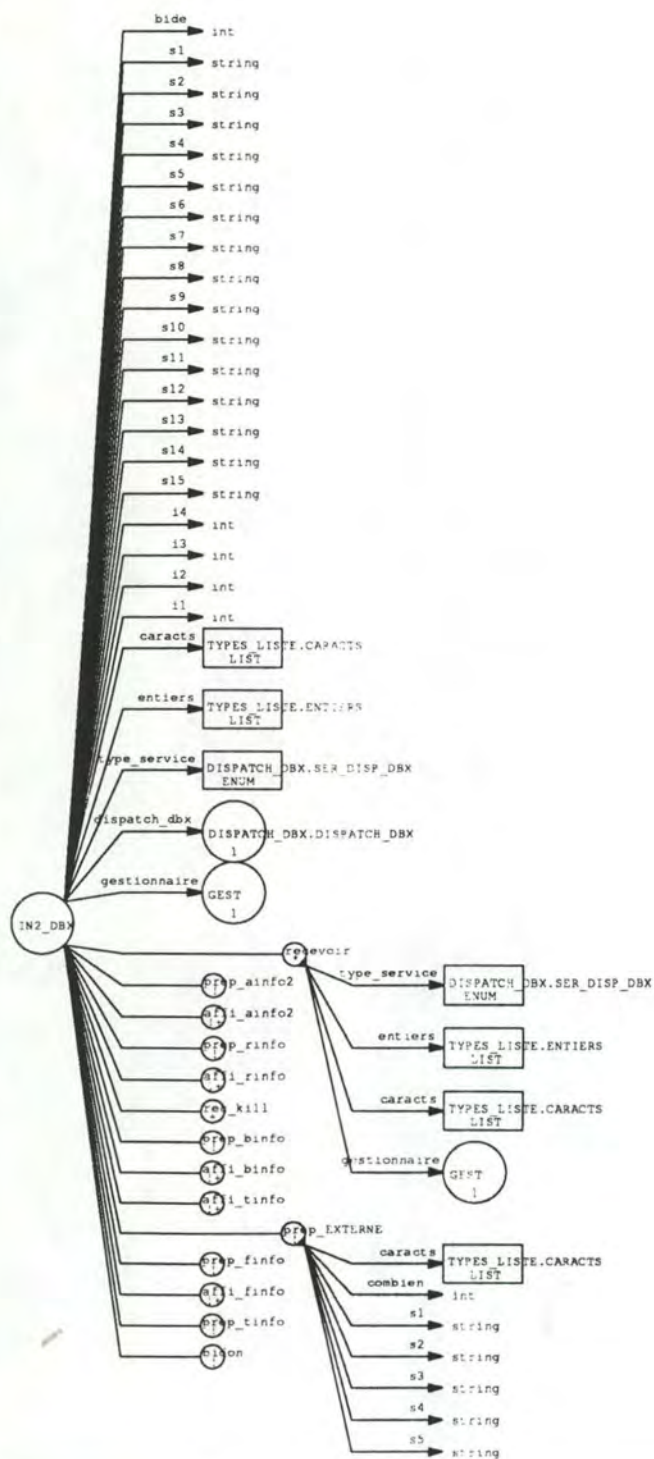 bide
int
s1
string
s2
string
s3
string
s4
string
s5
string
s6
string
s7
string
s8
string
s9
string
s10
string
s11
string
s12
string
s13
string
s14
string
s15
string
i4
int
i3
int
i2
int
i1
int
caracts
TYPES_LISTE.CARACTS
LIST
entiers
TYPES_LISTE.ENTIERS
LIST
type_service
DISPATCH_DBX.SER_DISP_DBX
ENUM
dispatch_dbx
DISPATCH_DBX.DISPATCH_DBX
1
gestionnaire
GEST
1
IN2_DBX
recevoir
type_service
DISPATCH_DBX.SER_DISP_DBX
ENUM
prep_ainfo2
affi_ainfo2
entiers
TYPES_LISTE.ENTIERS
LIST
prep_rinfo
affi_rinfo
caracts
TYPES_LISTE.CARACTS
LIST
req_kill
prep_binfo
gestionnaire
GEST
1
affi_binfo
affi_tinfo
prep_EXTERNE
caracts
TYPES_LISTE.CARACTS
LIST
prep_finfo
combien
int
affi_finfo
s1
string
prep_tinfo
s2
string
bidon
s3
string
s4
string
s5
string